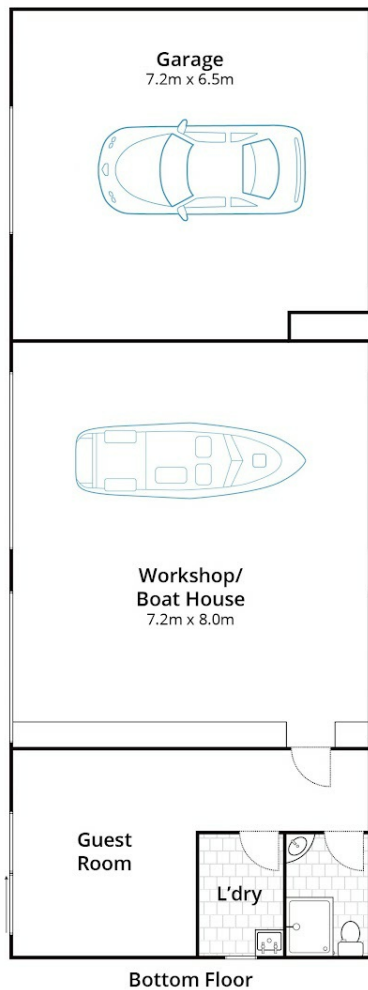 Garage
7.2m x 6.5m
Workshop/
Boat House
7.2m x 8.0m
Guest
Room
L'dry
Bottom Floor